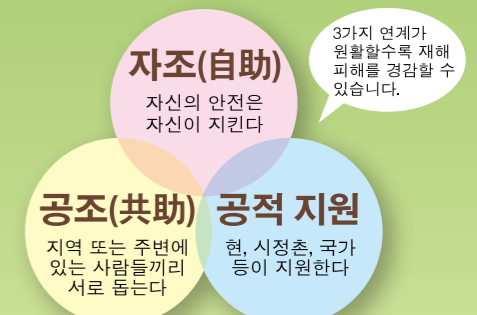 자조(自助)
자신의 안전은
자신이 지킨다
3가지 연계가
원활할수록 재해
피해를 경감할 수
있습니다.
공조(共助)
지역 또는 주변에
있는 사람들끼리
서로 돕는다
공적 지원
현, 시정촌, 국가
등이 지원한다